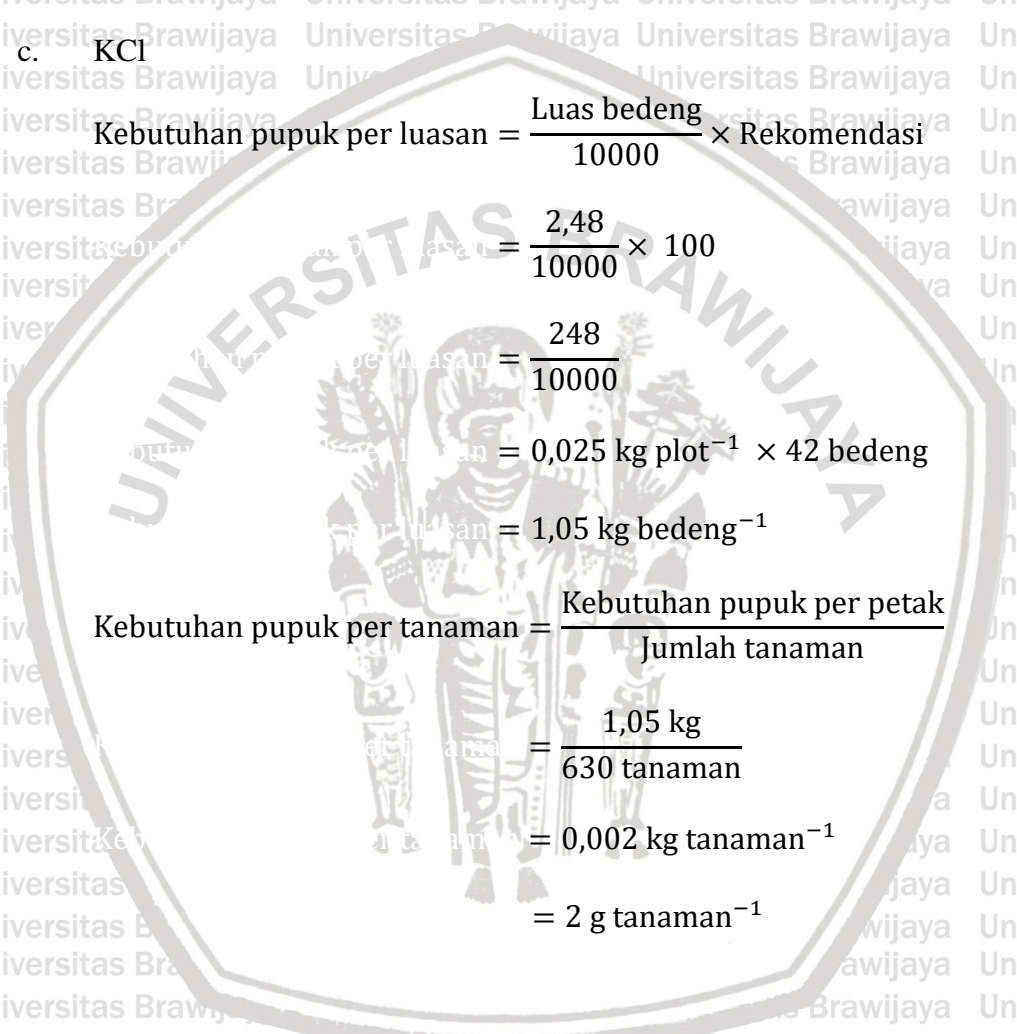 c. KCl
Kebutuhan pupuk per luasan = Luas bedeng / 10000 × Rekomendasi
= 2,48 / 10000 × 100
= 248 / 10000
= 0,025 kg plot⁻¹ × 42 bedeng
= 1,05 kg bedeng⁻¹
Kebutuhan pupuk per tanaman = Kebutuhan pupuk per petak / Jumlah tanaman
= 1,05 kg / 630 tanaman
= 0,002 kg tanaman⁻¹
= 2 g tanaman⁻¹
UNIVERSITAS BRAWIJAYA
Universitas Brawijaya